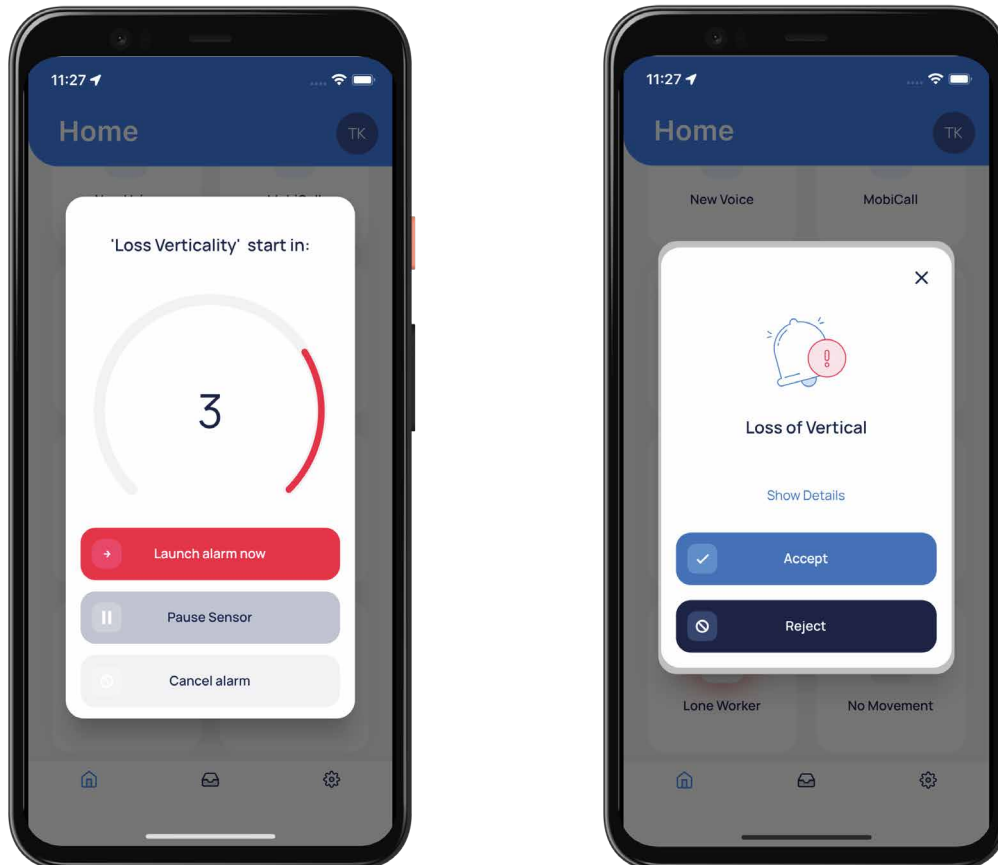 11:27
Home
TK
'Loss Verticality' start in:
3
Launch alarm now
Pause Sensor
Cancel alarm
11:27
Home
TK
New Voice
MobiCall
Loss of Vertical
Show Details
Accept
Reject
Lone Worker
No Movement